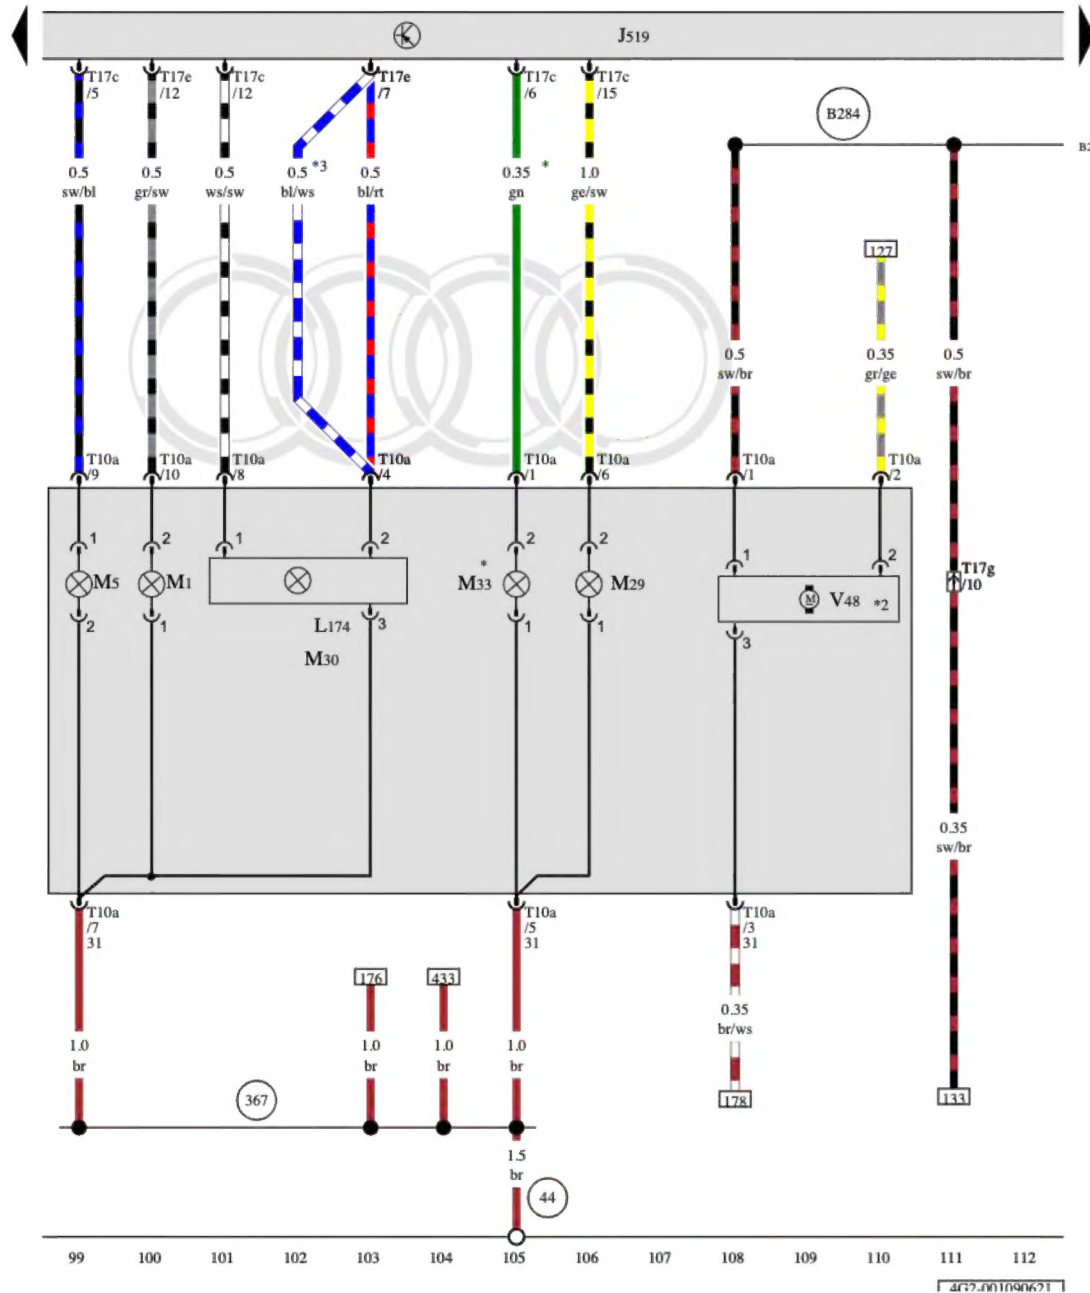 J519
T17c T17e T17c T17e T17c T17c
/5 /12 /12 /7 /6 /15
B284
0.5 0.5 0.5 0.5 *3 0.5 0.35 * 1.0
sw/bl gr/sw ws/sw bl/ws bl/rt gn ge/sw
127
0.5 0.35 0.5
sw/br gr/ge sw/br
T10a T10a T10a T10a T10a T10a T10a T10a
/9 /10 /8 /4 /1 /6 /1 /2
1 2 1 2 2 2 1 2
M5 M1 * M33 M29 M V48 *2 T17g
/10
2 1 L174 3 1 1 3
M30
0.35
sw/br
T10a T10a T10a
/7 /5 /3
31 31 31
176 433
0.35
br/ws
1.0 1.0 1.0 1.0
br br br br
367 178 133
1.5
br
44
99 100 101 102 103 104 105 106 107 108 109 110 111 112
4G2-001090621